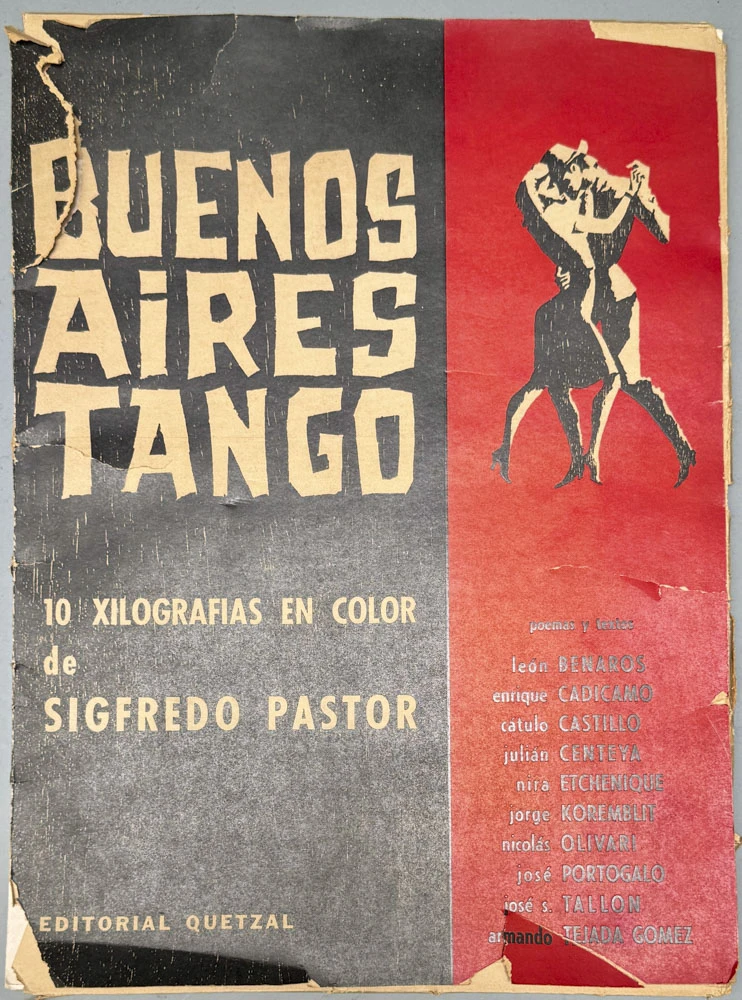 BUENOS
AiRES
TANGO
10 XILOGRAFIAS EN COLOR
de
SIGFREDO PASTOR
EDITORIAL QUETZAL
poemas y textos
león BENAROS
enrique CADICAMO
cátulo CASTILLO
julián CENTEYA
nira ETCHENIQUE
jorge KOREMBLIT
nicolás OLIVARI
josé PORTOGALO
josé s. TALLON
armando TEJADA GOMEZ